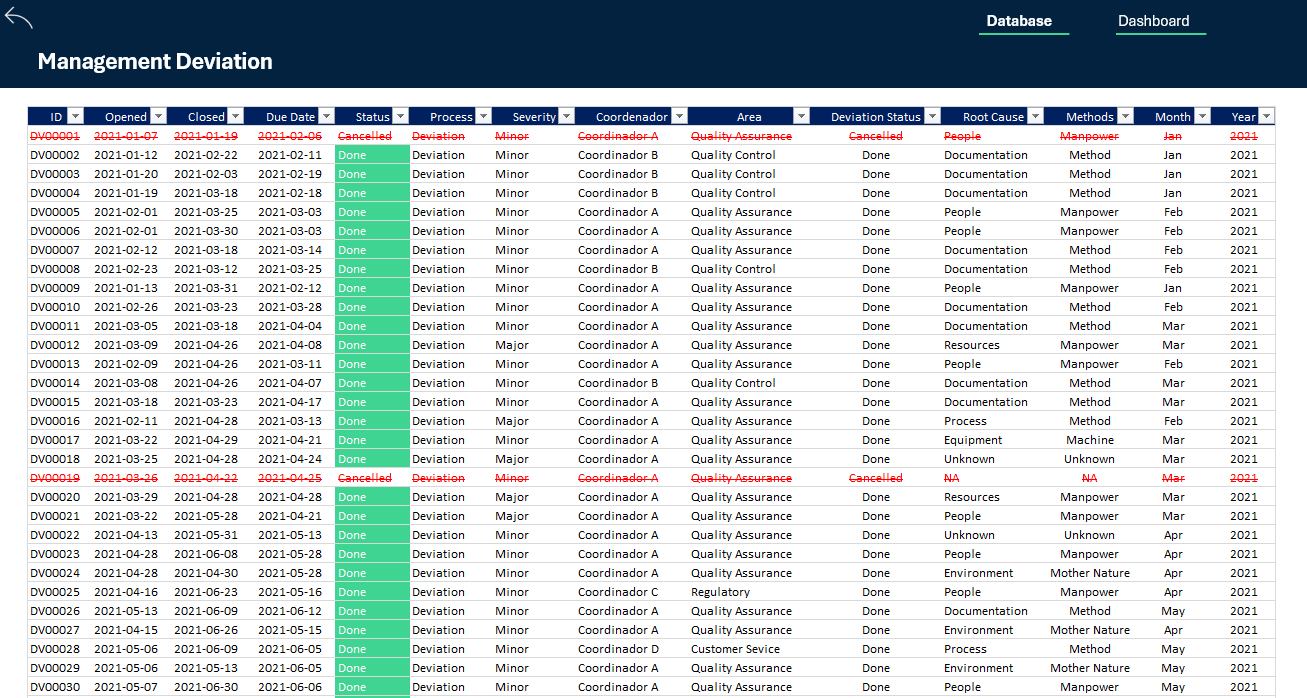 Database Dashboard
Management Deviation
ID Opened Closed Due Date Status Process Severity Coordenador Area Deviation Status Root Cause Methods Month Year
DV00001 2021-01-07 2021-01-19 2021-02-06 Cancelled Deviation Minor Coordinador A Quality Assurance Cancelled People Manpower Jan 2021
DV00002 2021-01-12 2021-02-22 2021-02-11 Done Deviation Minor Coordinador B Quality Control Done Documentation Method Jan 2021
DV00003 2021-01-20 2021-02-03 2021-02-19 Done Deviation Minor Coordinador B Quality Control Done Documentation Method Jan 2021
DV00004 2021-01-19 2021-03-18 2021-02-18 Done Deviation Minor Coordinador B Quality Control Done Documentation Method Jan 2021
DV00005 2021-02-01 2021-03-25 2021-03-03 Done Deviation Minor Coordinador A Quality Assurance Done People Manpower Feb 2021
DV00006 2021-02-01 2021-03-30 2021-03-03 Done Deviation Minor Coordinador A Quality Assurance Done People Manpower Feb 2021
DV00007 2021-02-12 2021-03-18 2021-03-14 Done Deviation Minor Coordinador A Quality Assurance Done Documentation Method Feb 2021
DV00008 2021-02-23 2021-03-12 2021-03-25 Done Deviation Minor Coordinador B Quality Control Done Documentation Method Feb 2021
DV00009 2021-01-13 2021-03-31 2021-02-12 Done Deviation Minor Coordinador A Quality Assurance Done People Manpower Jan 2021
DV00010 2021-02-26 2021-03-23 2021-03-28 Done Deviation Minor Coordinador A Quality Assurance Done Documentation Method Feb 2021
DV00011 2021-03-05 2021-03-18 2021-04-04 Done Deviation Minor Coordinador A Quality Assurance Done Documentation Method Mar 2021
DV00012 2021-03-09 2021-04-26 2021-04-08 Done Deviation Major Coordinador A Quality Assurance Done Resources Manpower Mar 2021
DV00013 2021-02-09 2021-04-26 2021-03-11 Done Deviation Minor Coordinador A Quality Assurance Done People Manpower Feb 2021
DV00014 2021-03-08 2021-04-26 2021-04-07 Done Deviation Minor Coordinador B Quality Control Done Documentation Method Mar 2021
DV00015 2021-03-18 2021-03-23 2021-04-17 Done Deviation Minor Coordinador A Quality Assurance Done Documentation Method Mar 2021
DV00016 2021-02-11 2021-04-28 2021-03-13 Done Deviation Major Coordinador A Quality Assurance Done Process Method Feb 2021
DV00017 2021-03-22 2021-04-29 2021-04-21 Done Deviation Minor Coordinador A Quality Assurance Done Equipment Machine Mar 2021
DV00018 2021-03-25 2021-04-28 2021-04-24 Done Deviation Major Coordinador A Quality Assurance Done Unknown Unknown Mar 2021
DV00019 2021-03-26 2021-04-22 2021-04-25 Cancelled Deviation Minor Coordinador A Quality Assurance Cancelled NA NA Mar 2021
DV00020 2021-03-29 2021-04-28 2021-04-28 Done Deviation Major Coordinador A Quality Assurance Done Resources Manpower Mar 2021
DV00021 2021-03-22 2021-05-28 2021-04-21 Done Deviation Major Coordinador A Quality Assurance Done People Manpower Mar 2021
DV00022 2021-04-13 2021-05-31 2021-05-13 Done Deviation Minor Coordinador A Quality Assurance Done Unknown Unknown Apr 2021
DV00023 2021-04-28 2021-06-08 2021-05-28 Done Deviation Minor Coordinador A Quality Assurance Done People Manpower Apr 2021
DV00024 2021-04-28 2021-04-30 2021-05-28 Done Deviation Minor Coordinador A Quality Assurance Done Environment Mother Nature Apr 2021
DV00025 2021-04-16 2021-06-23 2021-05-16 Done Deviation Minor Coordinador C Regulatory Done People Manpower Apr 2021
DV00026 2021-05-13 2021-06-09 2021-06-12 Done Deviation Minor Coordinador A Quality Assurance Done Documentation Method May 2021
DV00027 2021-04-15 2021-06-26 2021-05-15 Done Deviation Minor Coordinador A Quality Assurance Done Environment Mother Nature Apr 2021
DV00028 2021-05-06 2021-06-09 2021-06-05 Done Deviation Minor Coordinador D Customer Sevice Done Process Method May 2021
DV00029 2021-05-06 2021-05-13 2021-06-05 Done Deviation Minor Coordinador A Quality Assurance Done Environment Mother Nature May 2021
DV00030 2021-05-07 2021-06-30 2021-06-06 Done Deviation Minor Coordinador A Quality Assurance Done People Manpower May 2021